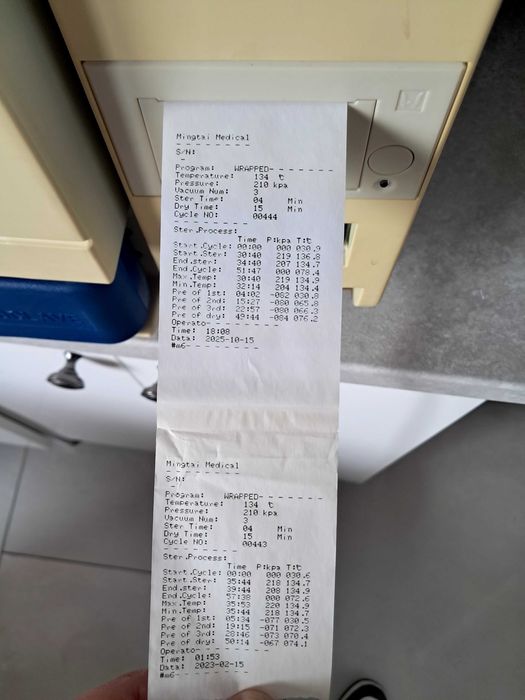 Mingtai Medical
S/N:
Program: WRAPPED
Temperature: 134 ℃
Pressure: 210 kpa
Vacuum Num: 3
Ster Time: 04 Min
Dry Time: 15 Min
Cycle NO: 00444
Ster.Process:
Time P:kpa T:℃
Start.Cycle: 00:00 000 030.9
Start.Ster: 30:40 219 136.8
End.ster: 34:40 207 134.7
End.Cycle: 51:47 000 078.4
Max.Temp: 30:40 219 134.9
Min.Temp: 32:14 204 134.4
Pre of 1st: 04:02 -082 030.8
Pre of 2nd: 15:27 -080 065.8
Pre of 3rd: 22:57 -080 066.3
Pre of dry: 49:44 -084 076.2
Operato
Time: 18:08
Data: 2025-10-15
#m6
Mingtai Medical
S/N:
Program: WRAPPED
Temperature: 134 ℃
Pressure: 210 kpa
Vacuum Num: 3
Ster Time: 04 Min
Dry Time: 15 Min
Cycle NO: 00443
Ster.Process:
Time P:kpa T:℃
Start.Cycle: 00:00 000 030.6
Start.Ster: 35:44 218 134.7
End.ster: 39:44 208 134.9
End.Cycle: 57:38 000 072.6
Max.Temp: 35:53 220 134.9
Min.Temp: 35:44 218 134.7
Pre of 1st: 05:34 -077 030.5
Pre of 2nd: 19:15 -071 072.3
Pre of 3rd: 28:46 -073 070.4
Pre of dry: 50:14 -067 074.1
Operato
Time: 01:53
Data: 2023-02-15
#m6